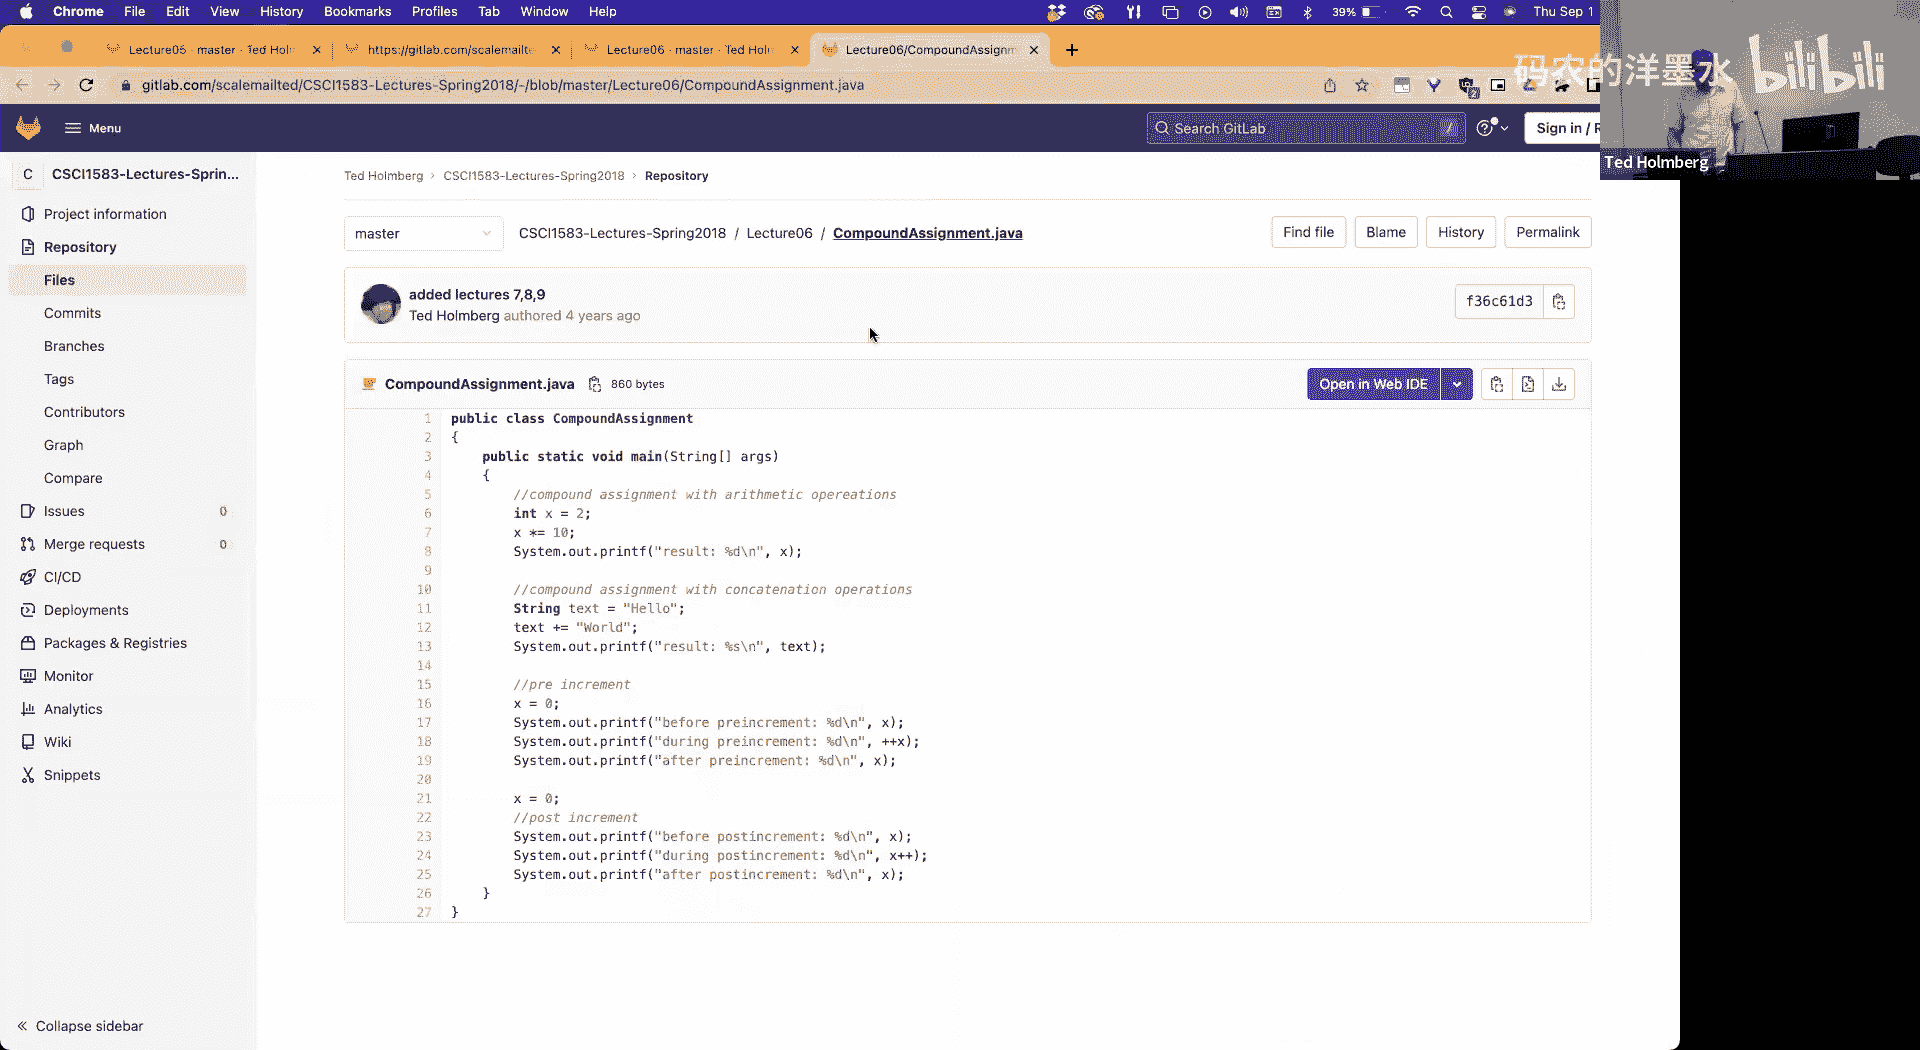 Chrome File Edit View History Bookmarks Profiles Tab Window Help 39% Thu Sep 1
Lecture05 · master · Ted Holm https://gitlab.com/scalemailte Lecture06 · master · Ted Holm Lecture06/CompoundAssignm
gitlab.com/scalemailted/CSCI1583-Lectures-Spring2018/-/blob/master/Lecture06/CompoundAssignment.java
码农的洋墨水 bilibili
Menu Search GitLab / Sign in / R
Ted Holmberg
C CSCI1583-Lectures-Sprin...
Project information
Repository
Files
Commits
Branches
Tags
Contributors
Graph
Compare
Issues 0
Merge requests 0
CI/CD
Deployments
Packages & Registries
Monitor
Analytics
Wiki
Snippets
Collapse sidebar
Ted Holmberg > CSCI1583-Lectures-Spring2018 > Repository
master CSCI1583-Lectures-Spring2018 / Lecture06 / CompoundAssignment.java Find file Blame History Permalink
added lectures 7,8,9
Ted Holmberg authored 4 years ago
f36c61d3
CompoundAssignment.java 860 bytes Open in Web IDE
1 public class CompoundAssignment
2 {
3     public static void main(String[] args)
4     {
5         //compound assignment with arithmetic opereations
6         int x = 2;
7         x *= 10;
8         System.out.printf("result: %d\n", x);
9
10         //compound assignment with concatenation operations
11         String text = "Hello";
12         text += "World";
13         System.out.printf("result: %s\n", text);
14
15         //pre increment
16         x = 0;
17         System.out.printf("before preincrement: %d\n", x);
18         System.out.printf("during preincrement: %d\n", ++x);
19         System.out.printf("after preincrement: %d\n", x);
20
21         x = 0;
22         //post increment
23         System.out.printf("before postincrement: %d\n", x);
24         System.out.printf("during postincrement: %d\n", x++);
25         System.out.printf("after postincrement: %d\n", x);
26     }
27 }